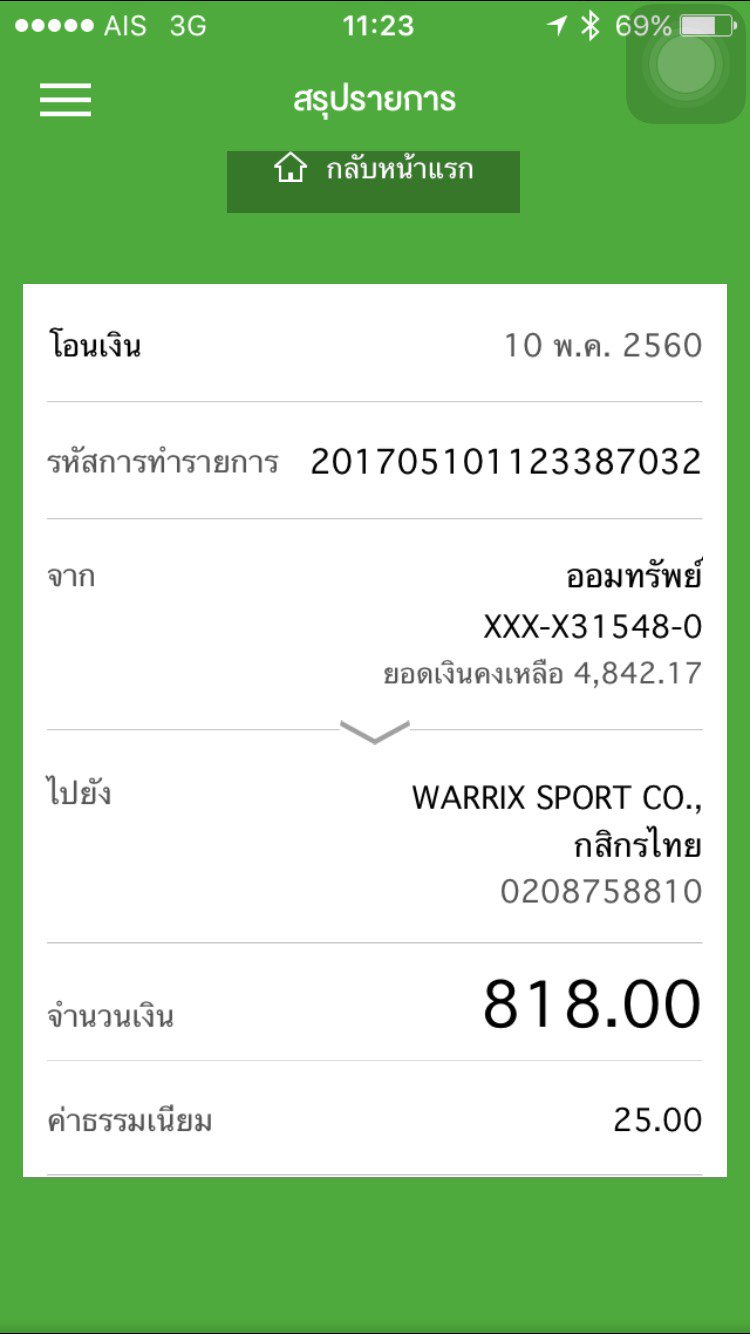 AIS 3G 11:23 69%
สรุปรายการ
กลับหน้าแรก
โอนเงิน 10 พ.ค. 2560
รหัสการทำรายการ 201705101123387032
จาก ออมทรัพย์
XXX-X31548-0
ยอดเงินคงเหลือ 4,842.17
ไปยัง WARRIX SPORT CO.,
กสิกรไทย
0208758810
จำนวนเงิน 818.00
ค่าธรรมเนียม 25.00